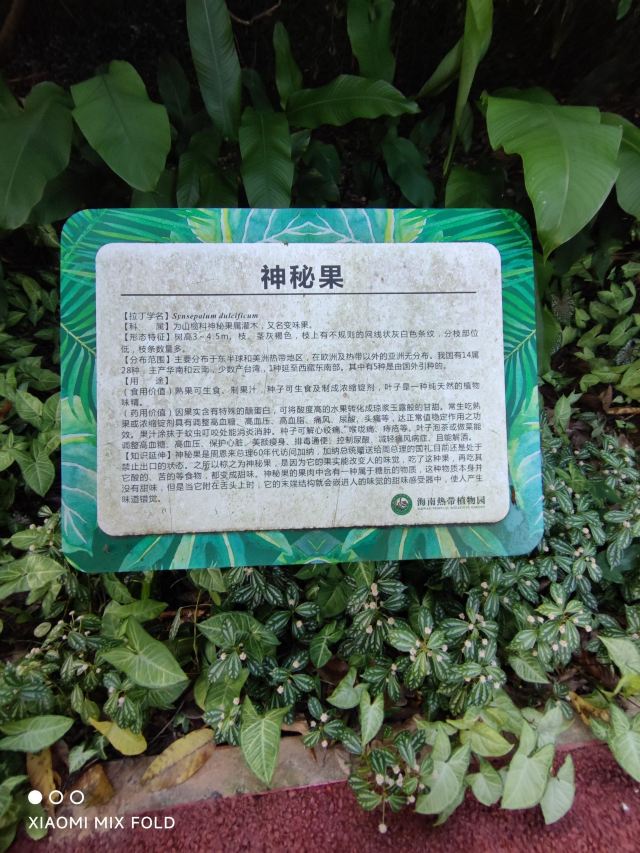 神秘果
【拉丁学名】Synsepalum dulcificum
【科　　属】为山榄科神秘果属灌木，又名变味果。
【形态特征】树高3~4.5m，枝、茎灰褐色，枝上有不规则的网线状灰白色条纹，分枝部位
低，枝条数量多。
【分布范围】主要分布于东半球和美洲热带地区，在欧洲及热带以外的亚洲无分布。我国有14属
28种，主产华南和云南，少数产台湾，1种延至西藏东南部，其中有5种是由国外引种的。
【用　　途】
（食用价值）熟果可生食、制果汁，种子可生食及制成浓缩锭剂，叶子是一种纯天然的植物
味精。
（药用价值）因果实含有特殊的醣蛋白，可将酸度高的水果转化成琼浆玉露般的甘甜。常生吃熟
果或浓缩锭剂具有调整高血糖、高血压、高血脂、痛风、尿酸、头痛等，达正常值稳定作用之功
效。果汁涂抹于蚊虫叮咬处能消炎消肿。种子可解心绞痛、喉咙痛、痔疮等。叶子泡茶或做菜能
调整高血糖、高血压、保护心脏、美颜瘦身、排毒通便、控制尿酸、减轻痛风病症，且能解酒。
【知识延伸】神秘果是周恩来总理60年代访问加纳，加纳总统赠送给周总理的国礼目前还是处于
禁止出口的状态。之所以称之为神秘果，是因为它的果实能改变人的味觉，吃了这种果，再吃其
它酸的、苦的等食物，都变成甜味。神秘果的果肉中含有一种属于糖朊的物质，这种物质本身并
没有甜味，但是当它附在舌头上时，它的末端结构就会嵌进人的味觉的甜味感受器中，使人产生
味道错觉。
海南热带植物园
XIAOMI MIX FOLD